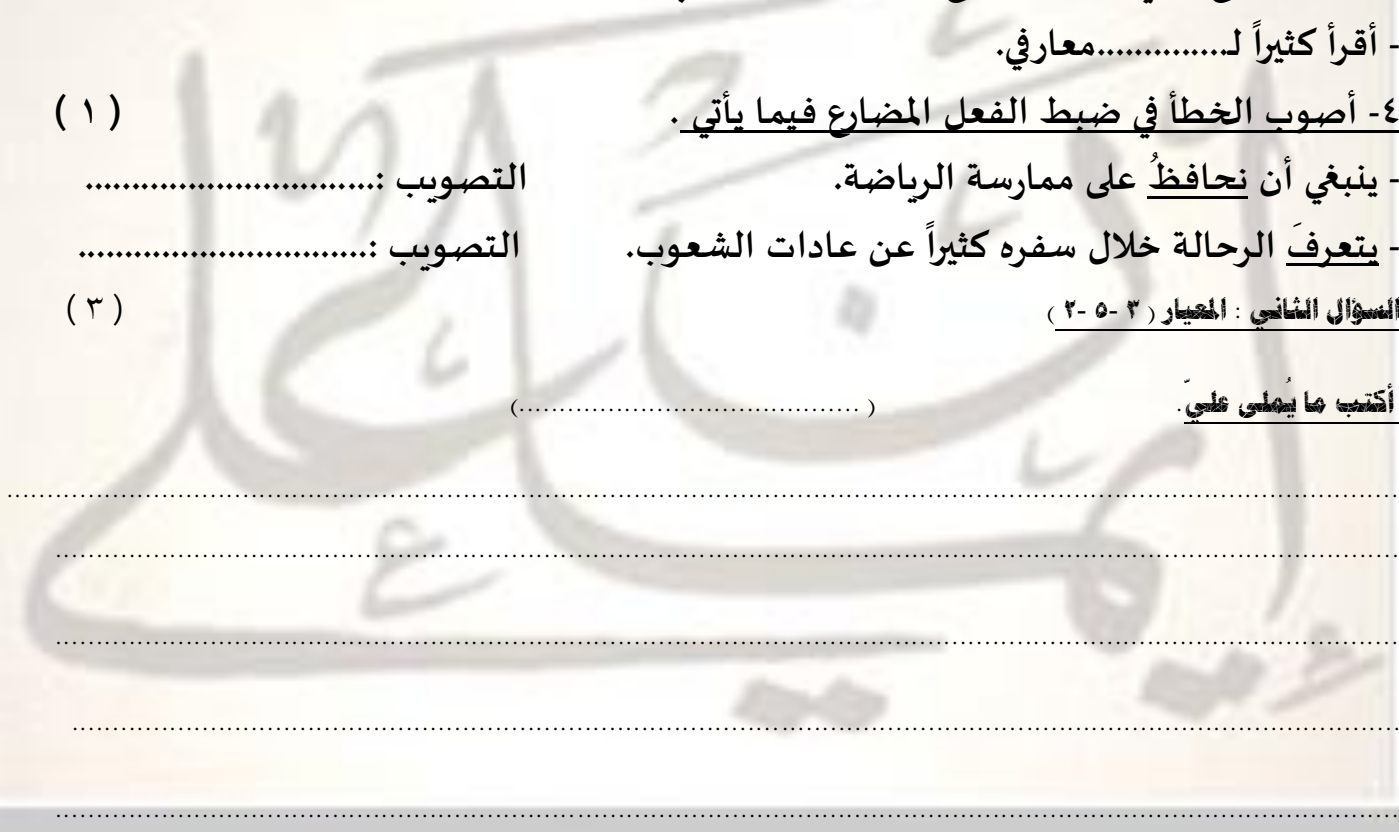 - أقرأ كثيراً لـ..............معارفي.
٤- أصوب الخطأ في ضبط الفعل المضارع فيما يأتي . ( ١ )
- ينبغي أن نحافظُ على ممارسة الرياضة. التصويب :...............................
- يتعرفَ الرحالة خلال سفره كثيراً عن عادات الشعوب. التصويب :...............................
السؤال الثاني : المعيار ( ٣ -٥ -٢ ) ( ٣ )
أكتب ما يُملى عليّ. ( ........................................)